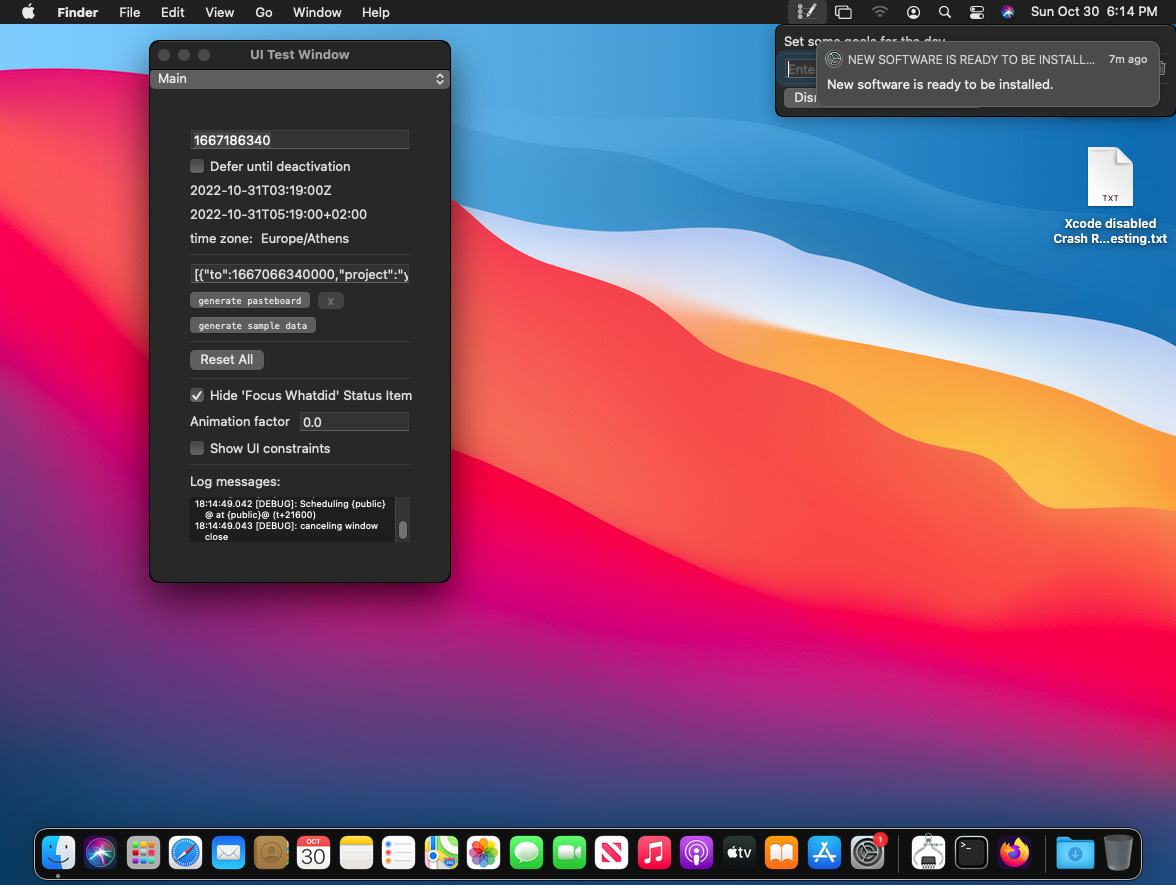 Finder File Edit View Go Window Help Sun Oct 30 6:14 PM
Set some goals for the day
NEW SOFTWARE IS READY TO BE INSTALL... 7m ago
Ente
New software is ready to be installed.
Dis
UI Test Window
Main
1667186340
Defer until deactivation
2022-10-31T03:19:00Z
2022-10-31T05:19:00+02:00
time zone: Europe/Athens
[{"to":1667066340000,"project":"y
generate pasteboard x
generate sample data
Reset All
Hide 'Focus Whatdid' Status Item
Animation factor 0.0
Show UI constraints
Log messages:
18:14:49.042 [DEBUG]: Scheduling {public}
@ at {public}@ (t+21600)
18:14:49.043 [DEBUG]: canceling window
close
TXT
Xcode disabled
Crash R...esting.txt
OCT
30
tv
1
>_